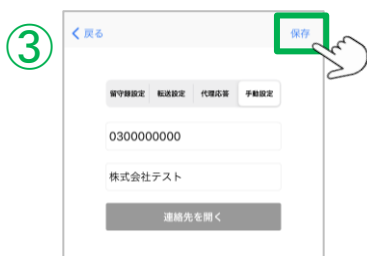 ③
戻る
保存
留守録設定 転送設定 代理応答 手動設定
0300000000
株式会社テスト
連絡先を開く